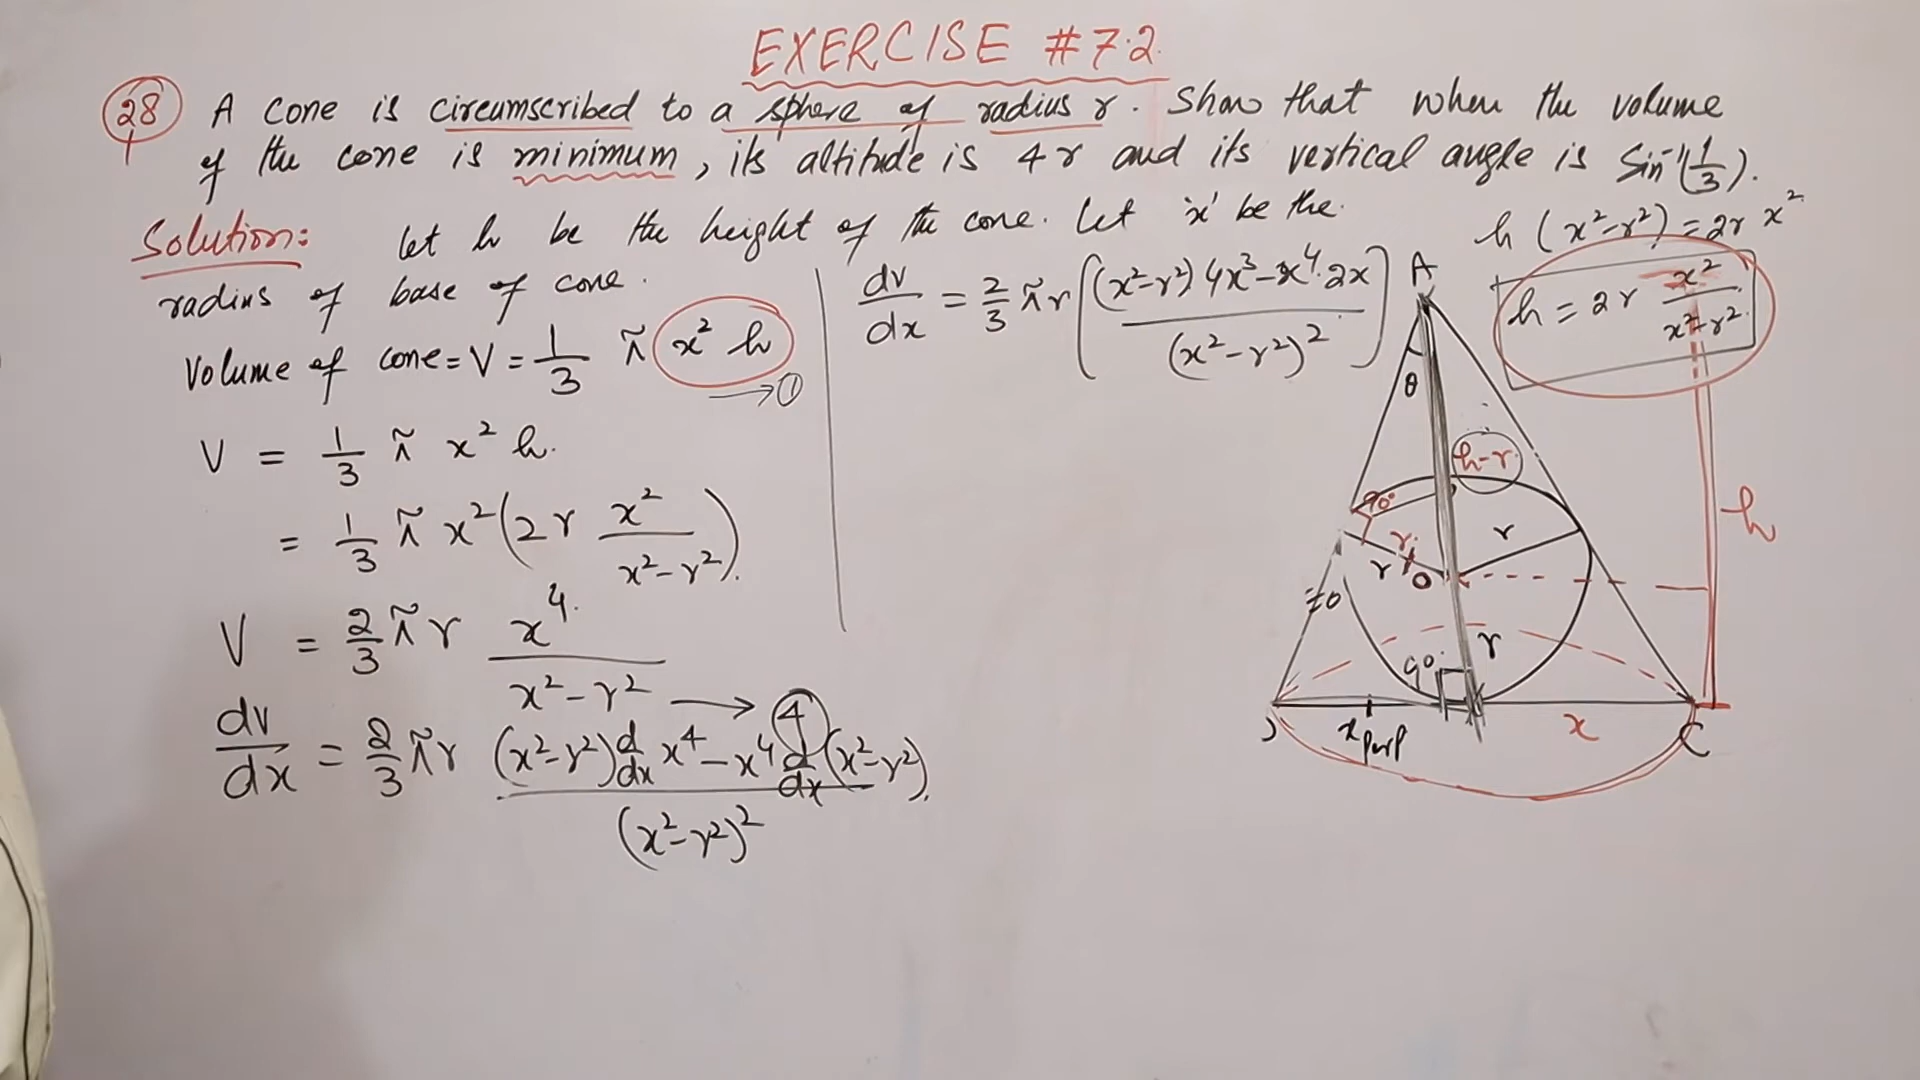 EXERCISE #7.2.
28 A cone is circumscribed to a sphere of radius r. Show that when the volume
of the cone is minimum, its altitude is 4r and its vertical angle is Sin⁻¹(1/3).
Solution: let h be the height of the cone. let 'x' be the
radius of base of cone.
Volume of cone = V = 1/3 π x² h → ①
V = 1/3 π x² h.
= 1/3 π x² (2r x²/(x²-r²)).
V = 2/3 π r x⁴/(x²-r²) → 4
dv/dx = 2/3 π r ((x²-r²) d/dx x⁴ - x⁴ d/dx (x²-r²))/(x²-r²)².
dv/dx = 2/3 π r [((x²-r²) 4x³ - x⁴. 2x)/(x²-r²)²]
h (x²-r²) = 2r x²
h = 2r x²/(x²-r²)
A
θ
h-r
90°
r
r
r
O
h
r
90°
x
perp
x
C